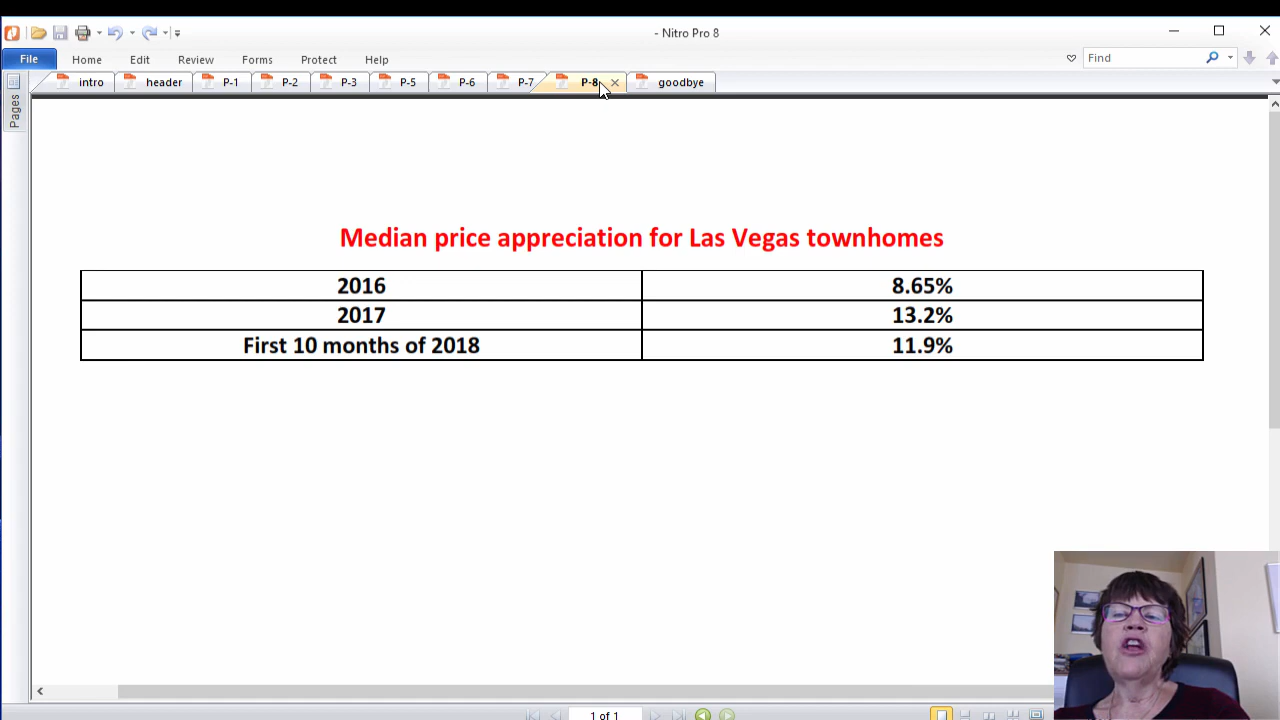 - Nitro Pro 8
File Home Edit Review Forms Protect Help
Find
intro header P-1 P-2 P-3 P-5 P-6 P-7 P-8 goodbye
Pages
Median price appreciation for Las Vegas townhomes
2016 8.65%
2017 13.2%
First 10 months of 2018 11.9%
1 of 1